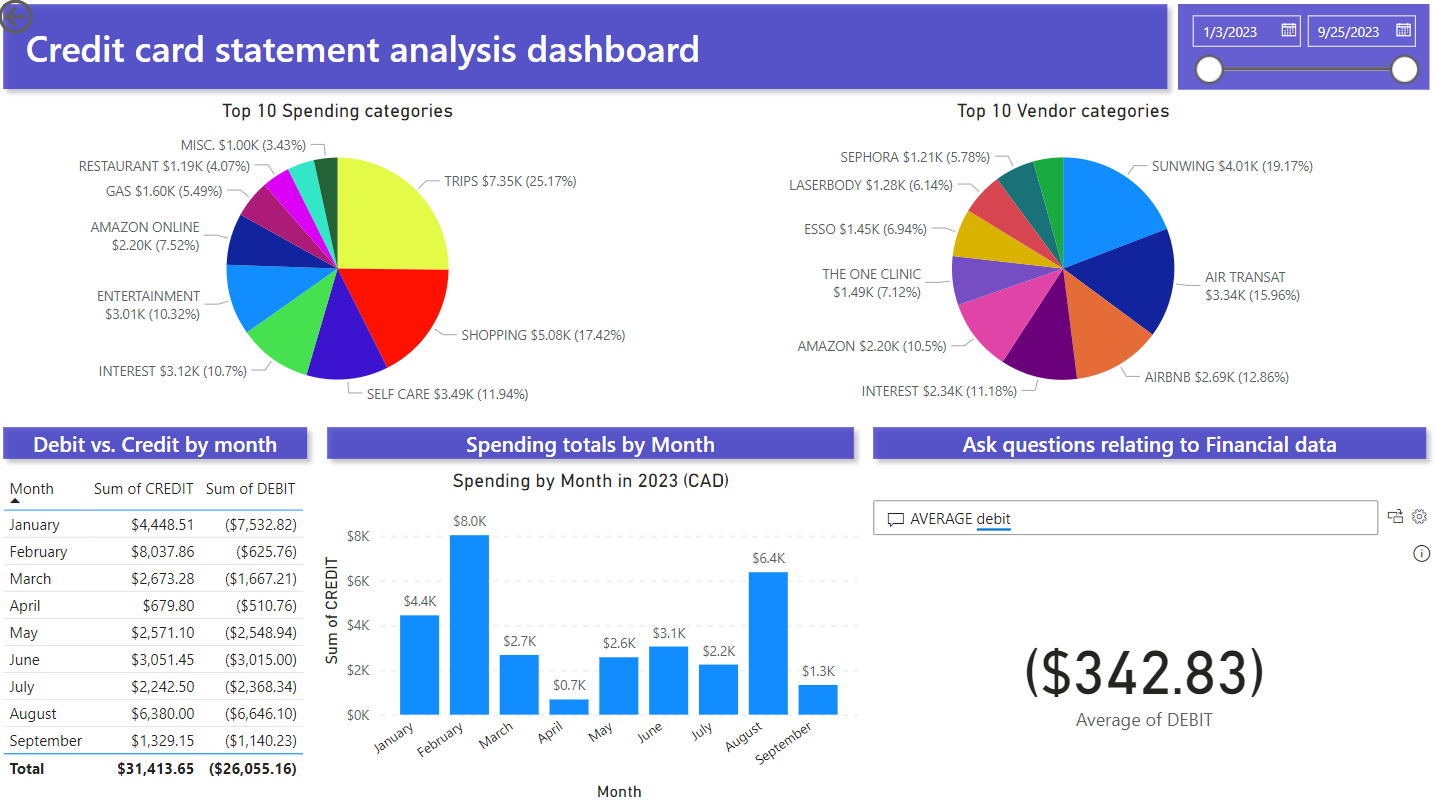 Credit card statement analysis dashboard
1/3/2023
9/25/2023
Top 10 Spending categories
MISC. $1.00K (3.43%)
RESTAURANT $1.19K (4.07%)
GAS $1.60K (5.49%)
AMAZON ONLINE
$2.20K (7.52%)
ENTERTAINMENT
$3.01K (10.32%)
INTEREST $3.12K (10.7%)
TRIPS $7.35K (25.17%)
SHOPPING $5.08K (17.42%)
SELF CARE $3.49K (11.94%)
Top 10 Vendor categories
SEPHORA $1.21K (5.78%)
LASERBODY $1.28K (6.14%)
ESSO $1.45K (6.94%)
THE ONE CLINIC
$1.49K (7.12%)
AMAZON $2.20K (10.5%)
INTEREST $2.34K (11.18%)
SUNWING $4.01K (19.17%)
AIR TRANSAT
$3.34K (15.96%)
AIRBNB $2.69K (12.86%)
Debit vs. Credit by month
Month Sum of CREDIT Sum of DEBIT
January $4,448.51 ($7,532.82)
February $8,037.86 ($625.76)
March $2,673.28 ($1,667.21)
April $679.80 ($510.76)
May $2,571.10 ($2,548.94)
June $3,051.45 ($3,015.00)
July $2,242.50 ($2,368.34)
August $6,380.00 ($6,646.10)
September $1,329.15 ($1,140.23)
Total $31,413.65 ($26,055.16)
Spending totals by Month
Spending by Month in 2023 (CAD)
Sum of CREDIT
$8K
$6K
$4K
$2K
$0K
$4.4K
$8.0K
$2.7K
$0.7K
$2.6K
$3.1K
$2.2K
$6.4K
$1.3K
January
February
March
April
May
June
July
August
September
Month
Ask questions relating to Financial data
AVERAGE debit
($342.83)
Average of DEBIT